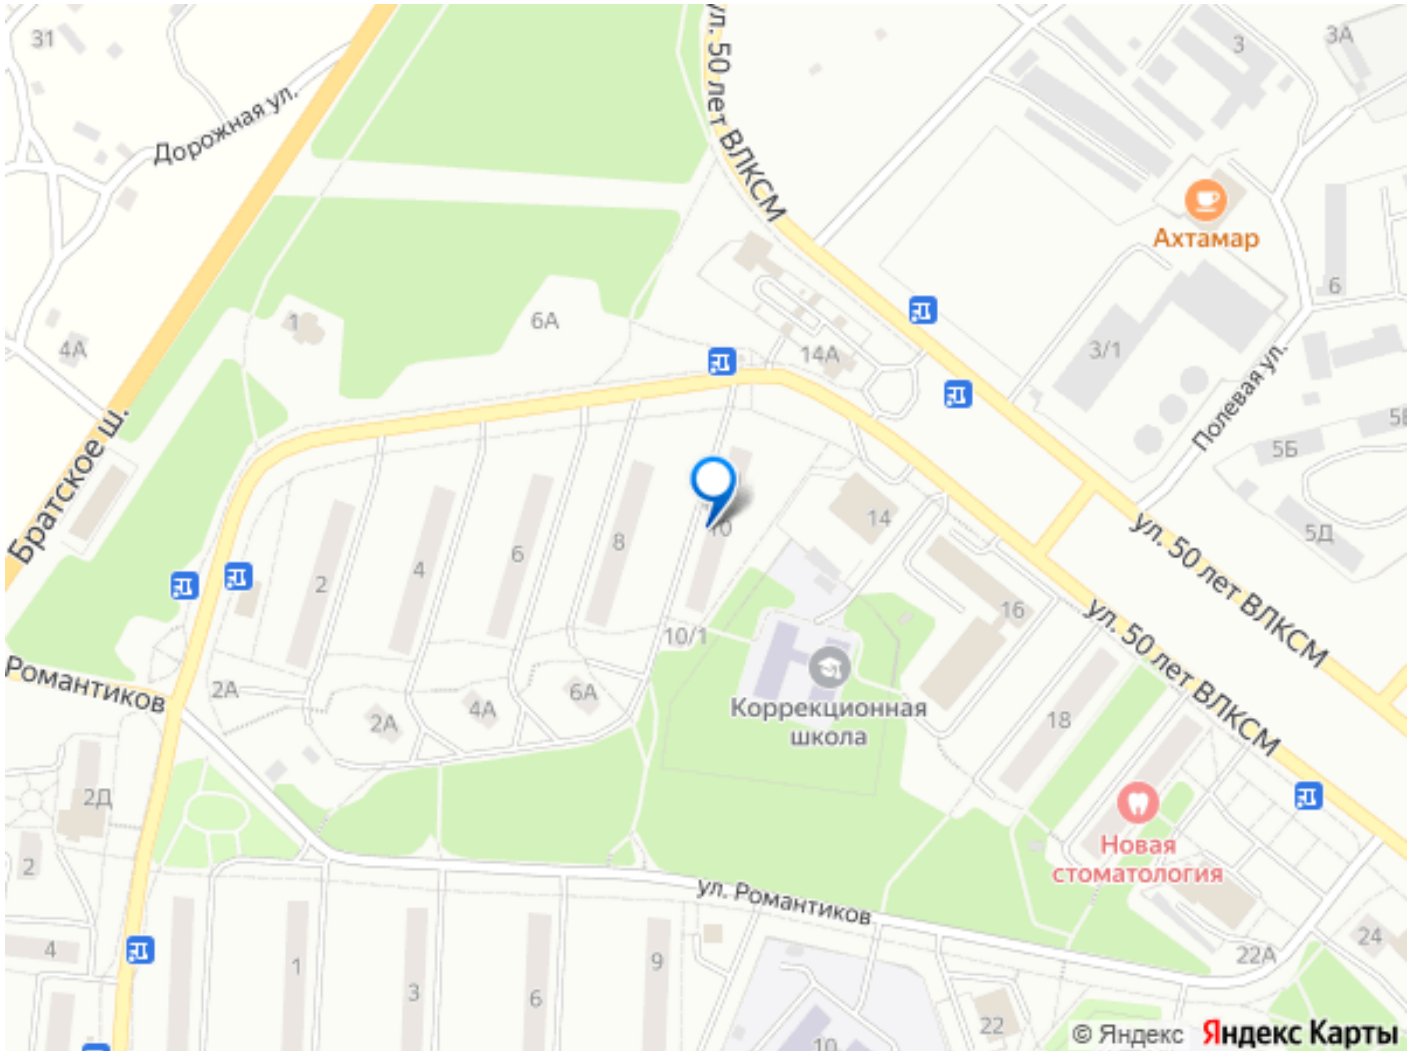 31
Дорожная ул.
ул. 50 лет ВЛКСМ
3
3А
Ахтамар
6
4А
1
6А
14А
3/1
Полевая ул.
5Б
5Д
Братское ш.
2
4
6
8
10
14
16
ул. 50 лет ВЛКСМ
ул. 50 лет ВЛКСМ
10/1
Романтиков
2А
2А
4А
6А
Коррекционная
школа
18
2Д
2
Новая
стоматология
ул. Романтиков
4
1
3
6
9
22А
24
22
10
© Яндекс
Яндекс Карты